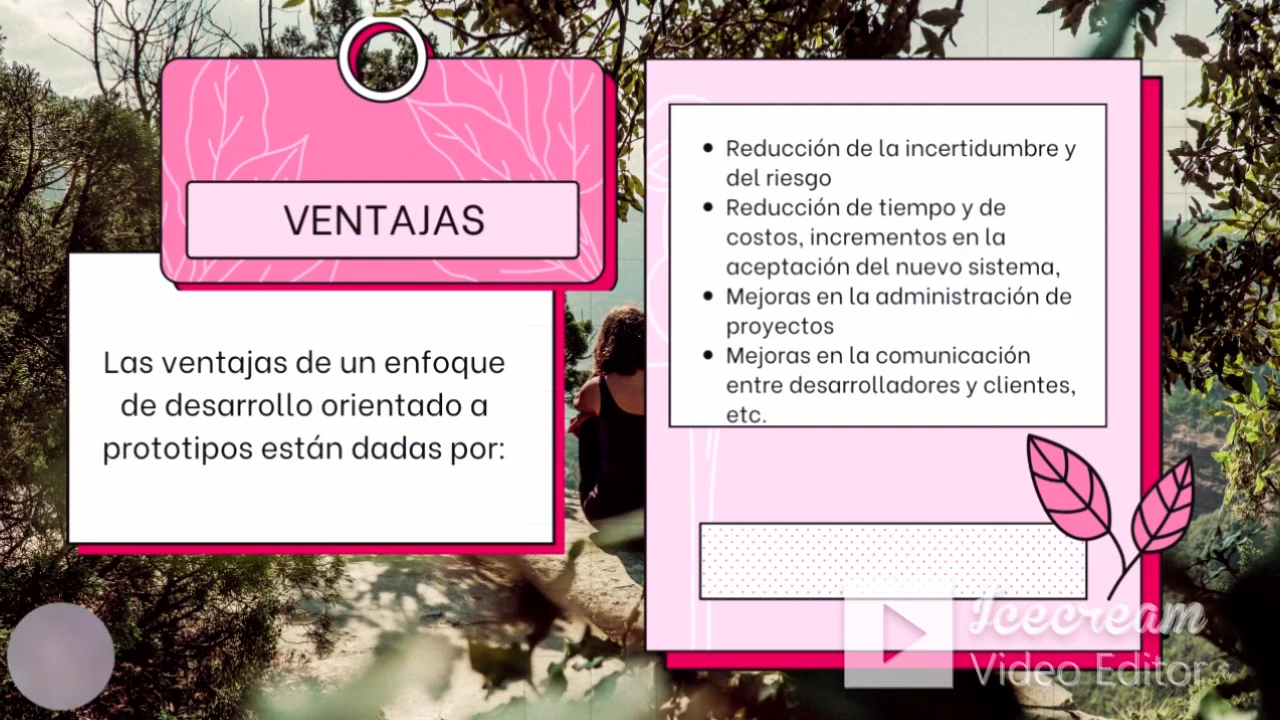 VENTAJAS
Las ventajas de un enfoque
de desarrollo orientado a
prototipos están dadas por:
• Reducción de la incertidumbre y
del riesgo
• Reducción de tiempo y de
costos, incrementos en la
aceptación del nuevo sistema,
• Mejoras en la administración de
proyectos
• Mejoras en la comunicación
entre desarrolladores y clientes,
etc.
Icecream
Video Editor